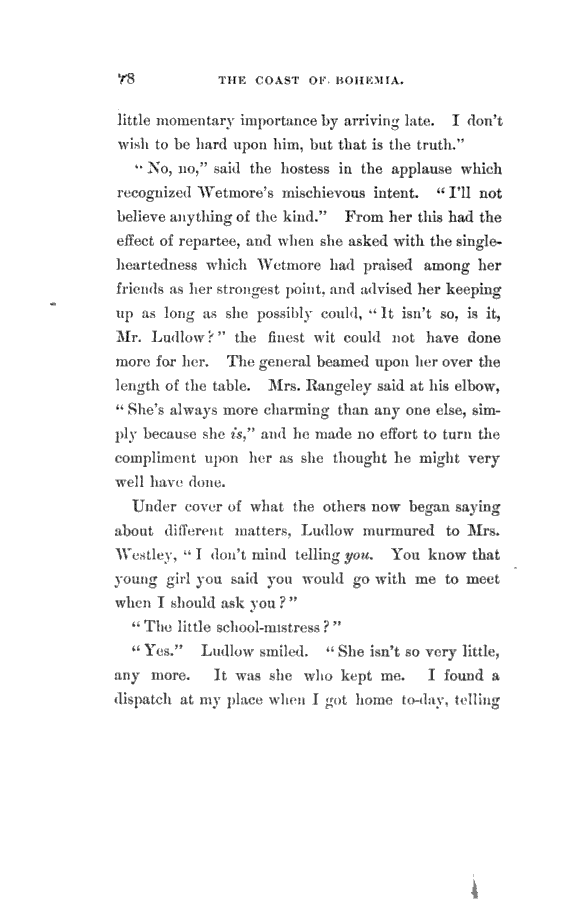 78 THE COAST OF BOHEMIA.
little momentary importance by arriving late. I don't
wish to be hard upon him, but that is the truth."
"No, no," said the hostess in the applause which
recognized Wetmore's mischievous intent. "I'll not
believe anything of the kind." From her this had the
effect of repartee, and when she asked with the single-
heartedness which Wetmore had praised among her
friends as her strongest point, and advised her keeping
up as long as she possibly could, "It isn't so, is it,
Mr. Ludlow?" the finest wit could not have done
more for her. The general beamed upon her over the
length of the table. Mrs. Rangeley said at his elbow,
"She's always more charming than any one else, sim-
ply because she is," and he made no effort to turn the
compliment upon her as she thought he might very
well have done.
Under cover of what the others now began saying
about different matters, Ludlow murmured to Mrs.
Westley, "I don't mind telling you. You know that
young girl you said you would go with me to meet
when I should ask you?"
"The little school-mistress?"
"Yes." Ludlow smiled. "She isn't so very little,
any more. It was she who kept me. I found a
dispatch at my place when I got home to-day, telling